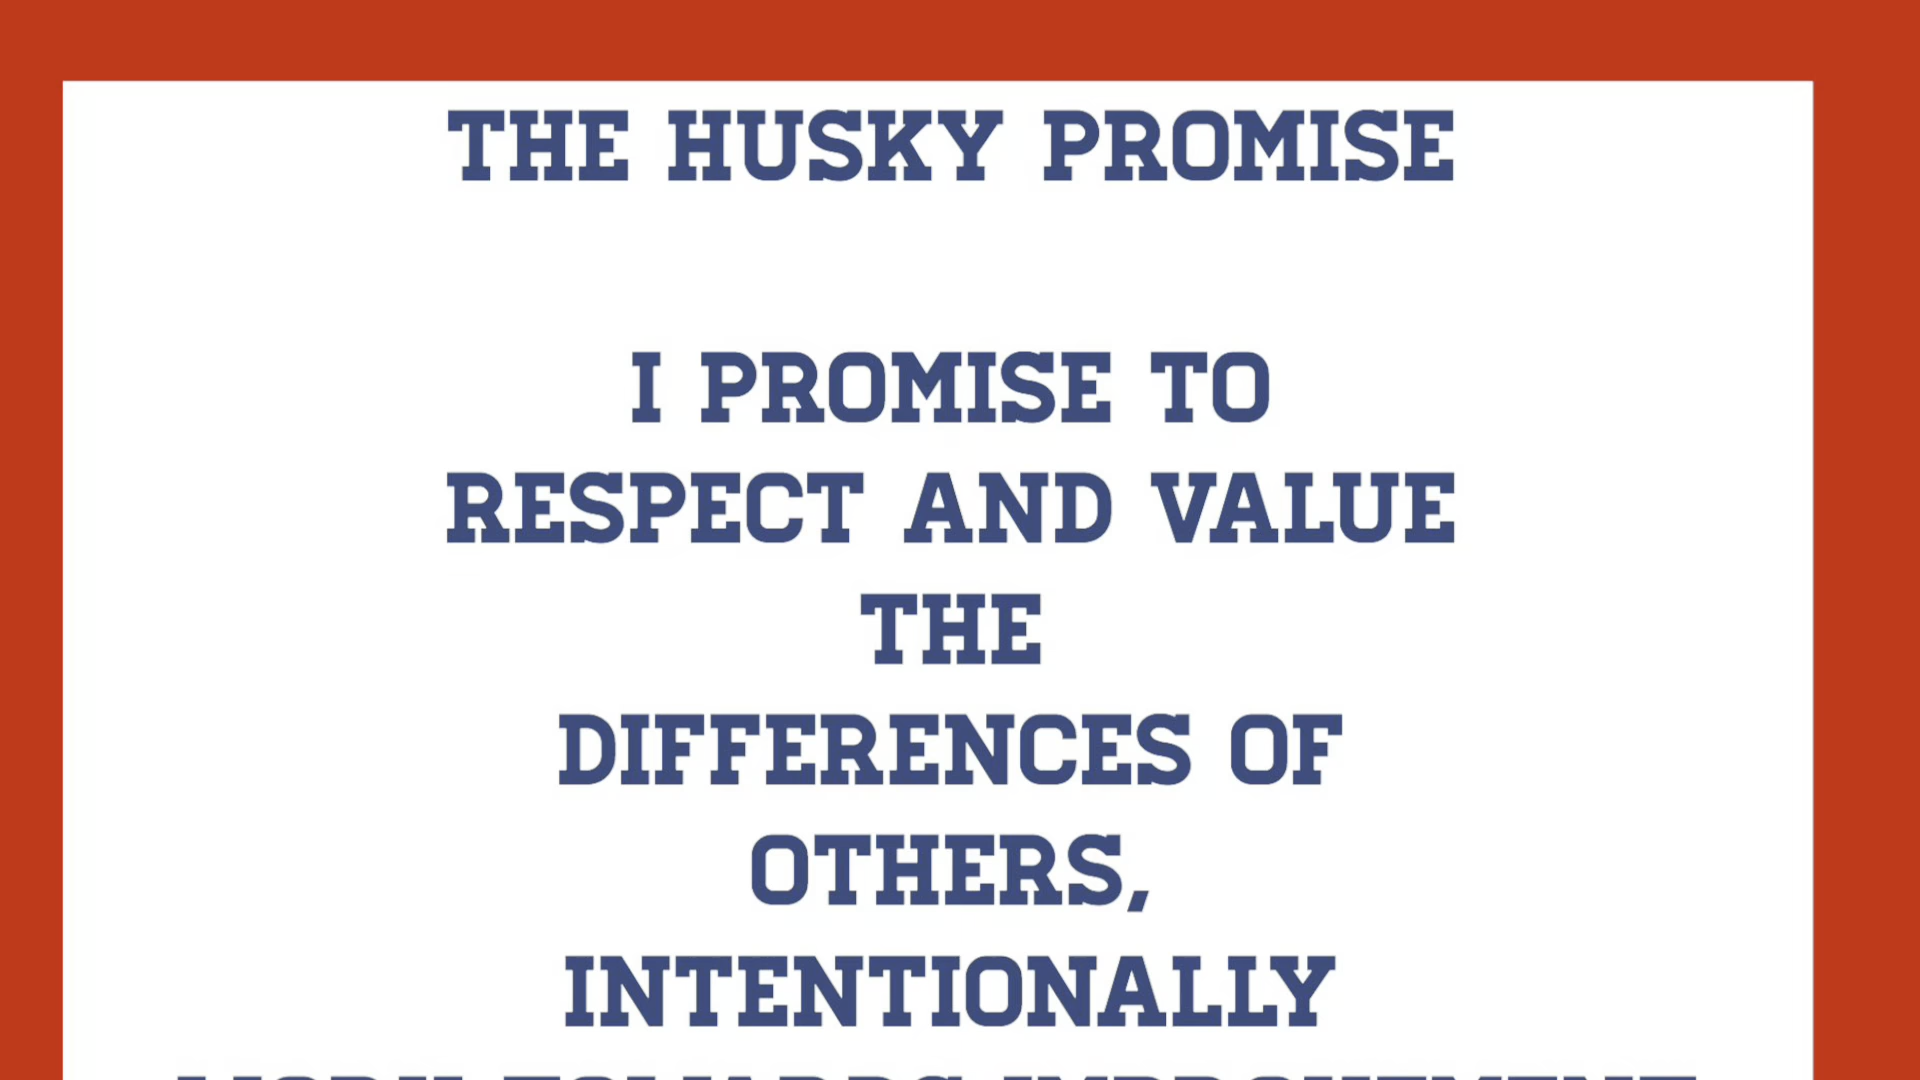 THE HUSKY PROMISE
I PROMISE TO
RESPECT AND VALUE
THE
DIFFERENCES OF
OTHERS,
INTENTIONALLY